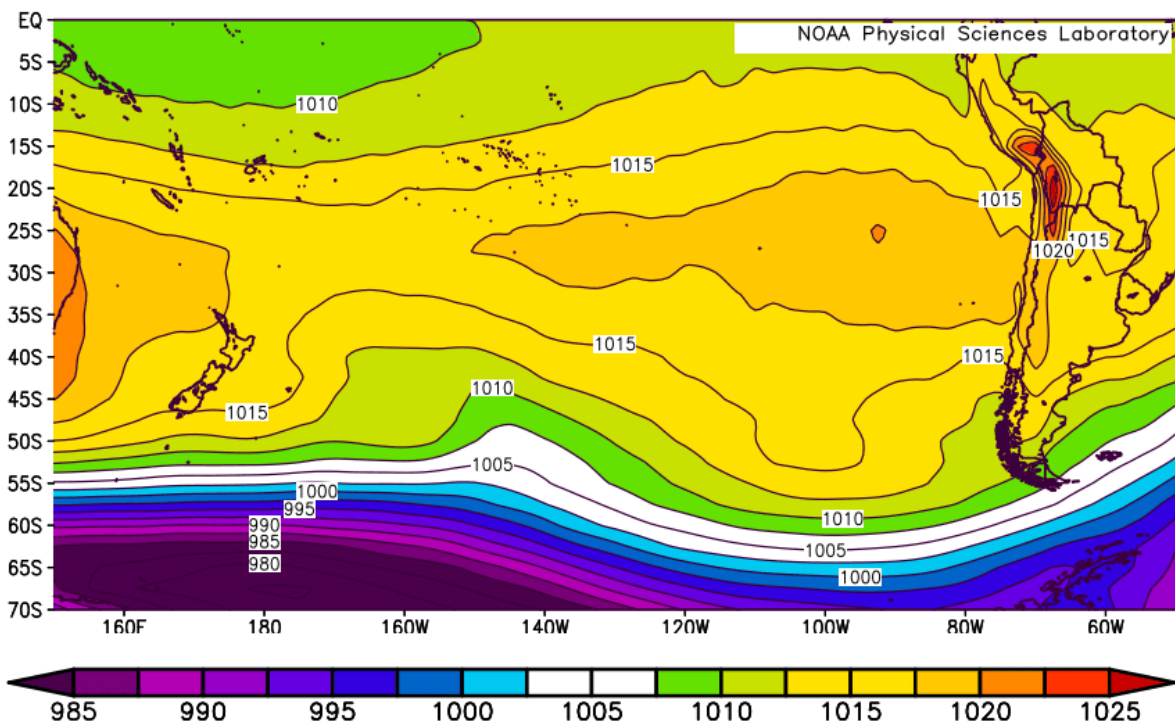 EQ
NOAA Physical Sciences Laboratory
5S
10S
1010
15S
1015
20S
1015
25S
1015
1020
30S
35S
1015
40S
1015
1010
45S
1015
50S
1005
55S
1000
995
1010
60S
990
985
1005
65S
980
1000
70S
160E 180 160W 140W 120W 100W 80W 60W
985 990 995 1000 1005 1010 1015 1020 1025